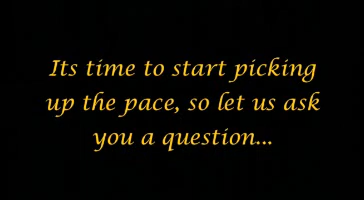 Its time to start picking
up the pace, so let us ask
you a question...